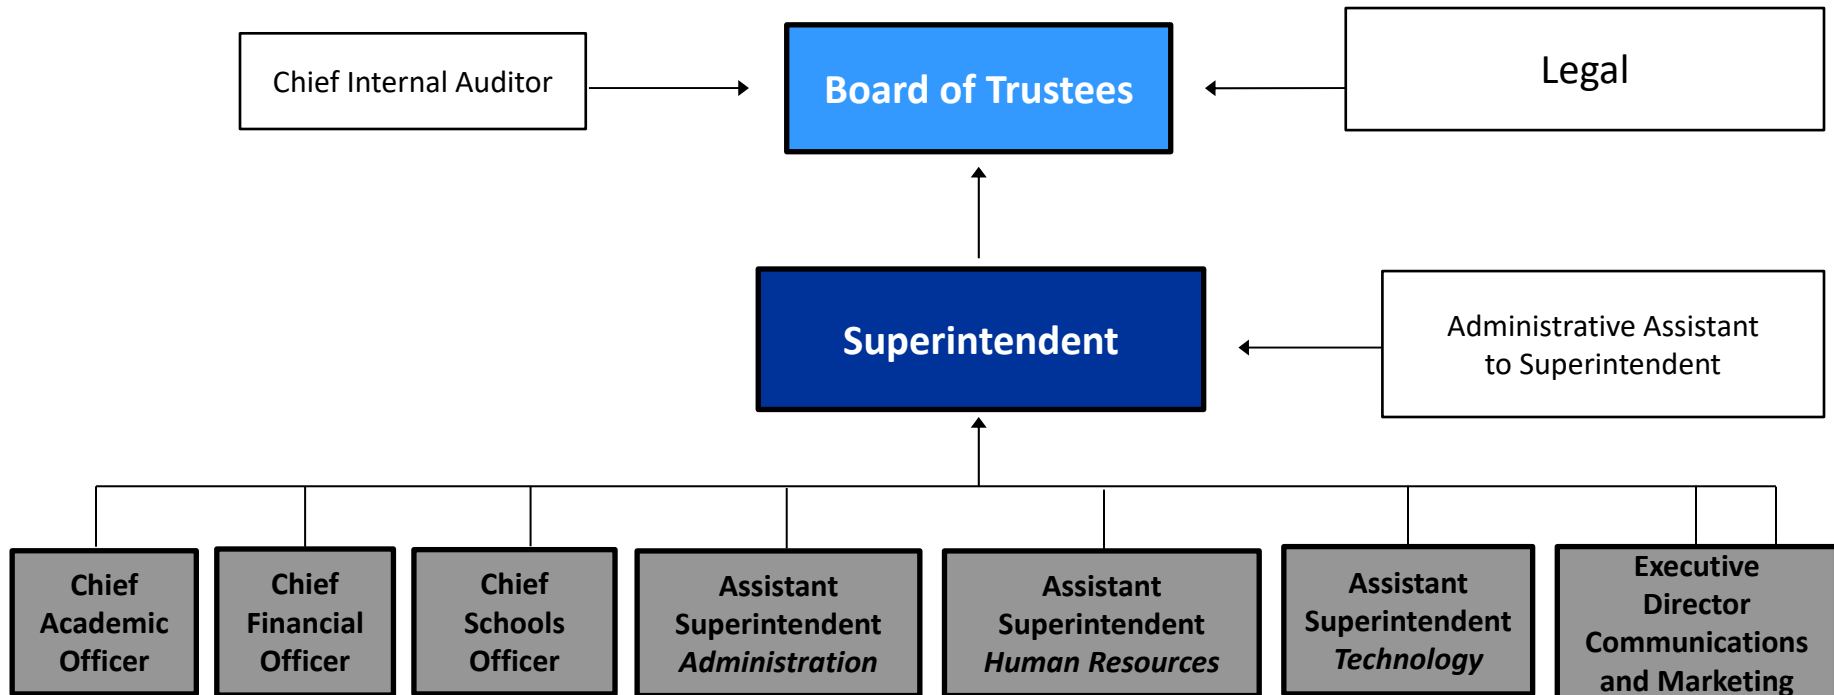 Chief Internal Auditor
Board of Trustees
Legal
Superintendent
Administrative Assistant
to Superintendent
Chief
Academic
Officer
Chief
Financial
Officer
Chief
Schools
Officer
Assistant
Superintendent
Administration
Assistant
Superintendent
Human Resources
Assistant
Superintendent
Technology
Executive
Director
Communications
and Marketing